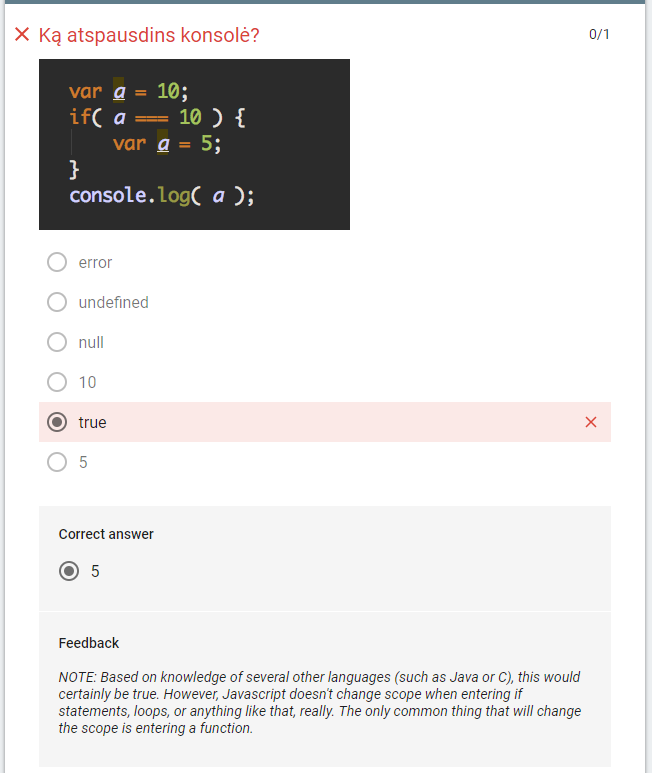 Ką atspausdins konsolė?
0/1
var a = 10;
if( a === 10 ) {
var a = 5;
}
console.log( a );
error
undefined
null
10
true
5
Correct answer
5
Feedback
NOTE: Based on knowledge of several other languages (such as Java or C), this would
certainly be true. However, Javascript doesn't change scope when entering if
statements, loops, or anything like that, really. The only common thing that will change
the scope is entering a function.